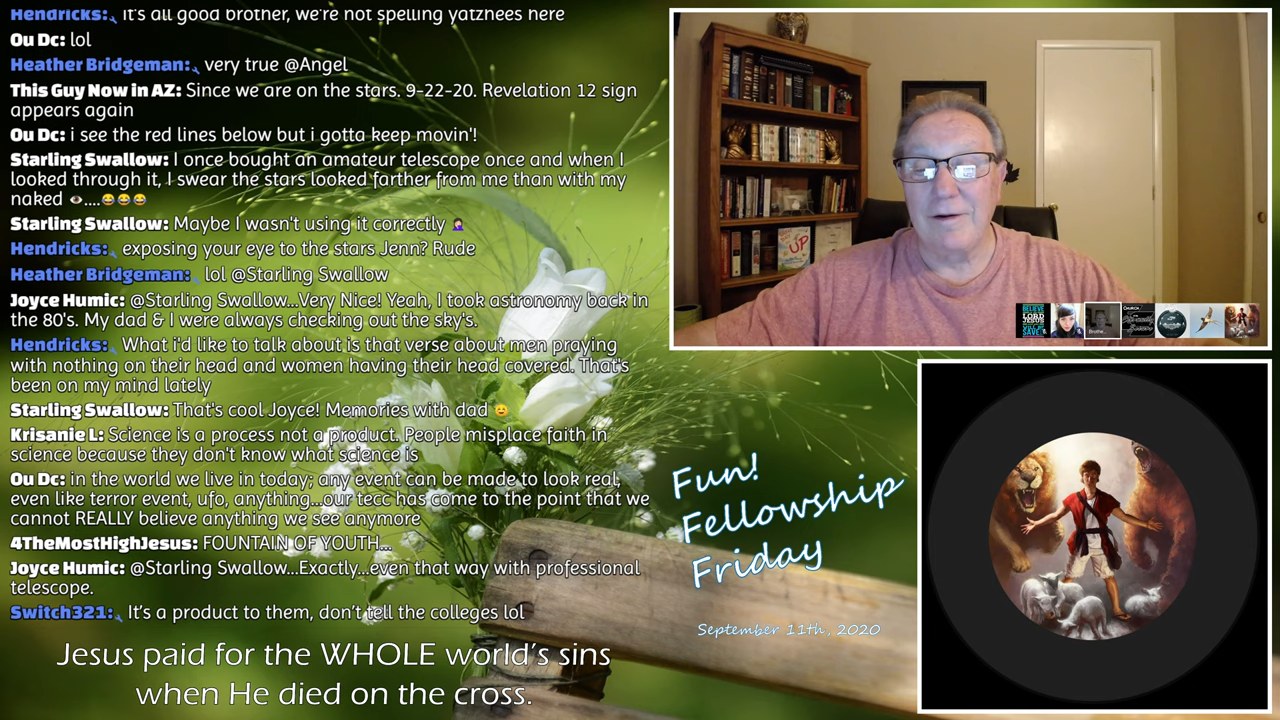 Hendricks: it's all good brother, we're not spelling yatzhees here
Ou Dc: lol
Heather Bridgeman: very true @Angel
This Guy Now in AZ: Since we are on the stars. 9-22-20. Revelation 12 sign
appears again
Ou Dc: i see the red lines below but i gotta keep movin'!
Starling Swallow: I once bought an amateur telescope once and when I
looked through it, I swear the stars looked farther from me than with my
naked 👁....😂😂😂
Starling Swallow: Maybe I wasn't using it correctly 🤦🏻‍♀️
Hendricks: exposing your eye to the stars Jenn? Rude
Heather Bridgeman: lol @Starling Swallow
Joyce Humic: @Starling Swallow...Very Nice! Yeah, I took astronomy back in
the 80's. My dad & I were always checking out the sky's.
Hendricks: What i'd like to talk about is that verse about men praying
with nothing on their head and women having their head covered. That's
been on my mind lately
Starling Swallow: That's cool Joyce! Memories with dad 😊
Krisanie L: Science is a process not a product. People misplace faith in
science because they don't know what science is
Ou Dc: in the world we live in today; any event can be made to look real,
even like terror event, ufo, anything...our tecc has come to the point that we
cannot REALLY believe anything we see anymore
4TheMostHighJesus: FOUNTAIN OF YOUTH...
Joyce Humic: @Starling Swallow...Exactly...even that way with professional
telescope.
Switch321: It's a product to them, don't tell the colleges lol
Jesus paid for the WHOLE world's sins
when He died on the cross.
UP
BELIEVE
LORD
JESUS
SAVE
Brothe...
CHURCH
Fun!
Fellowship
Friday
September 11th, 2020